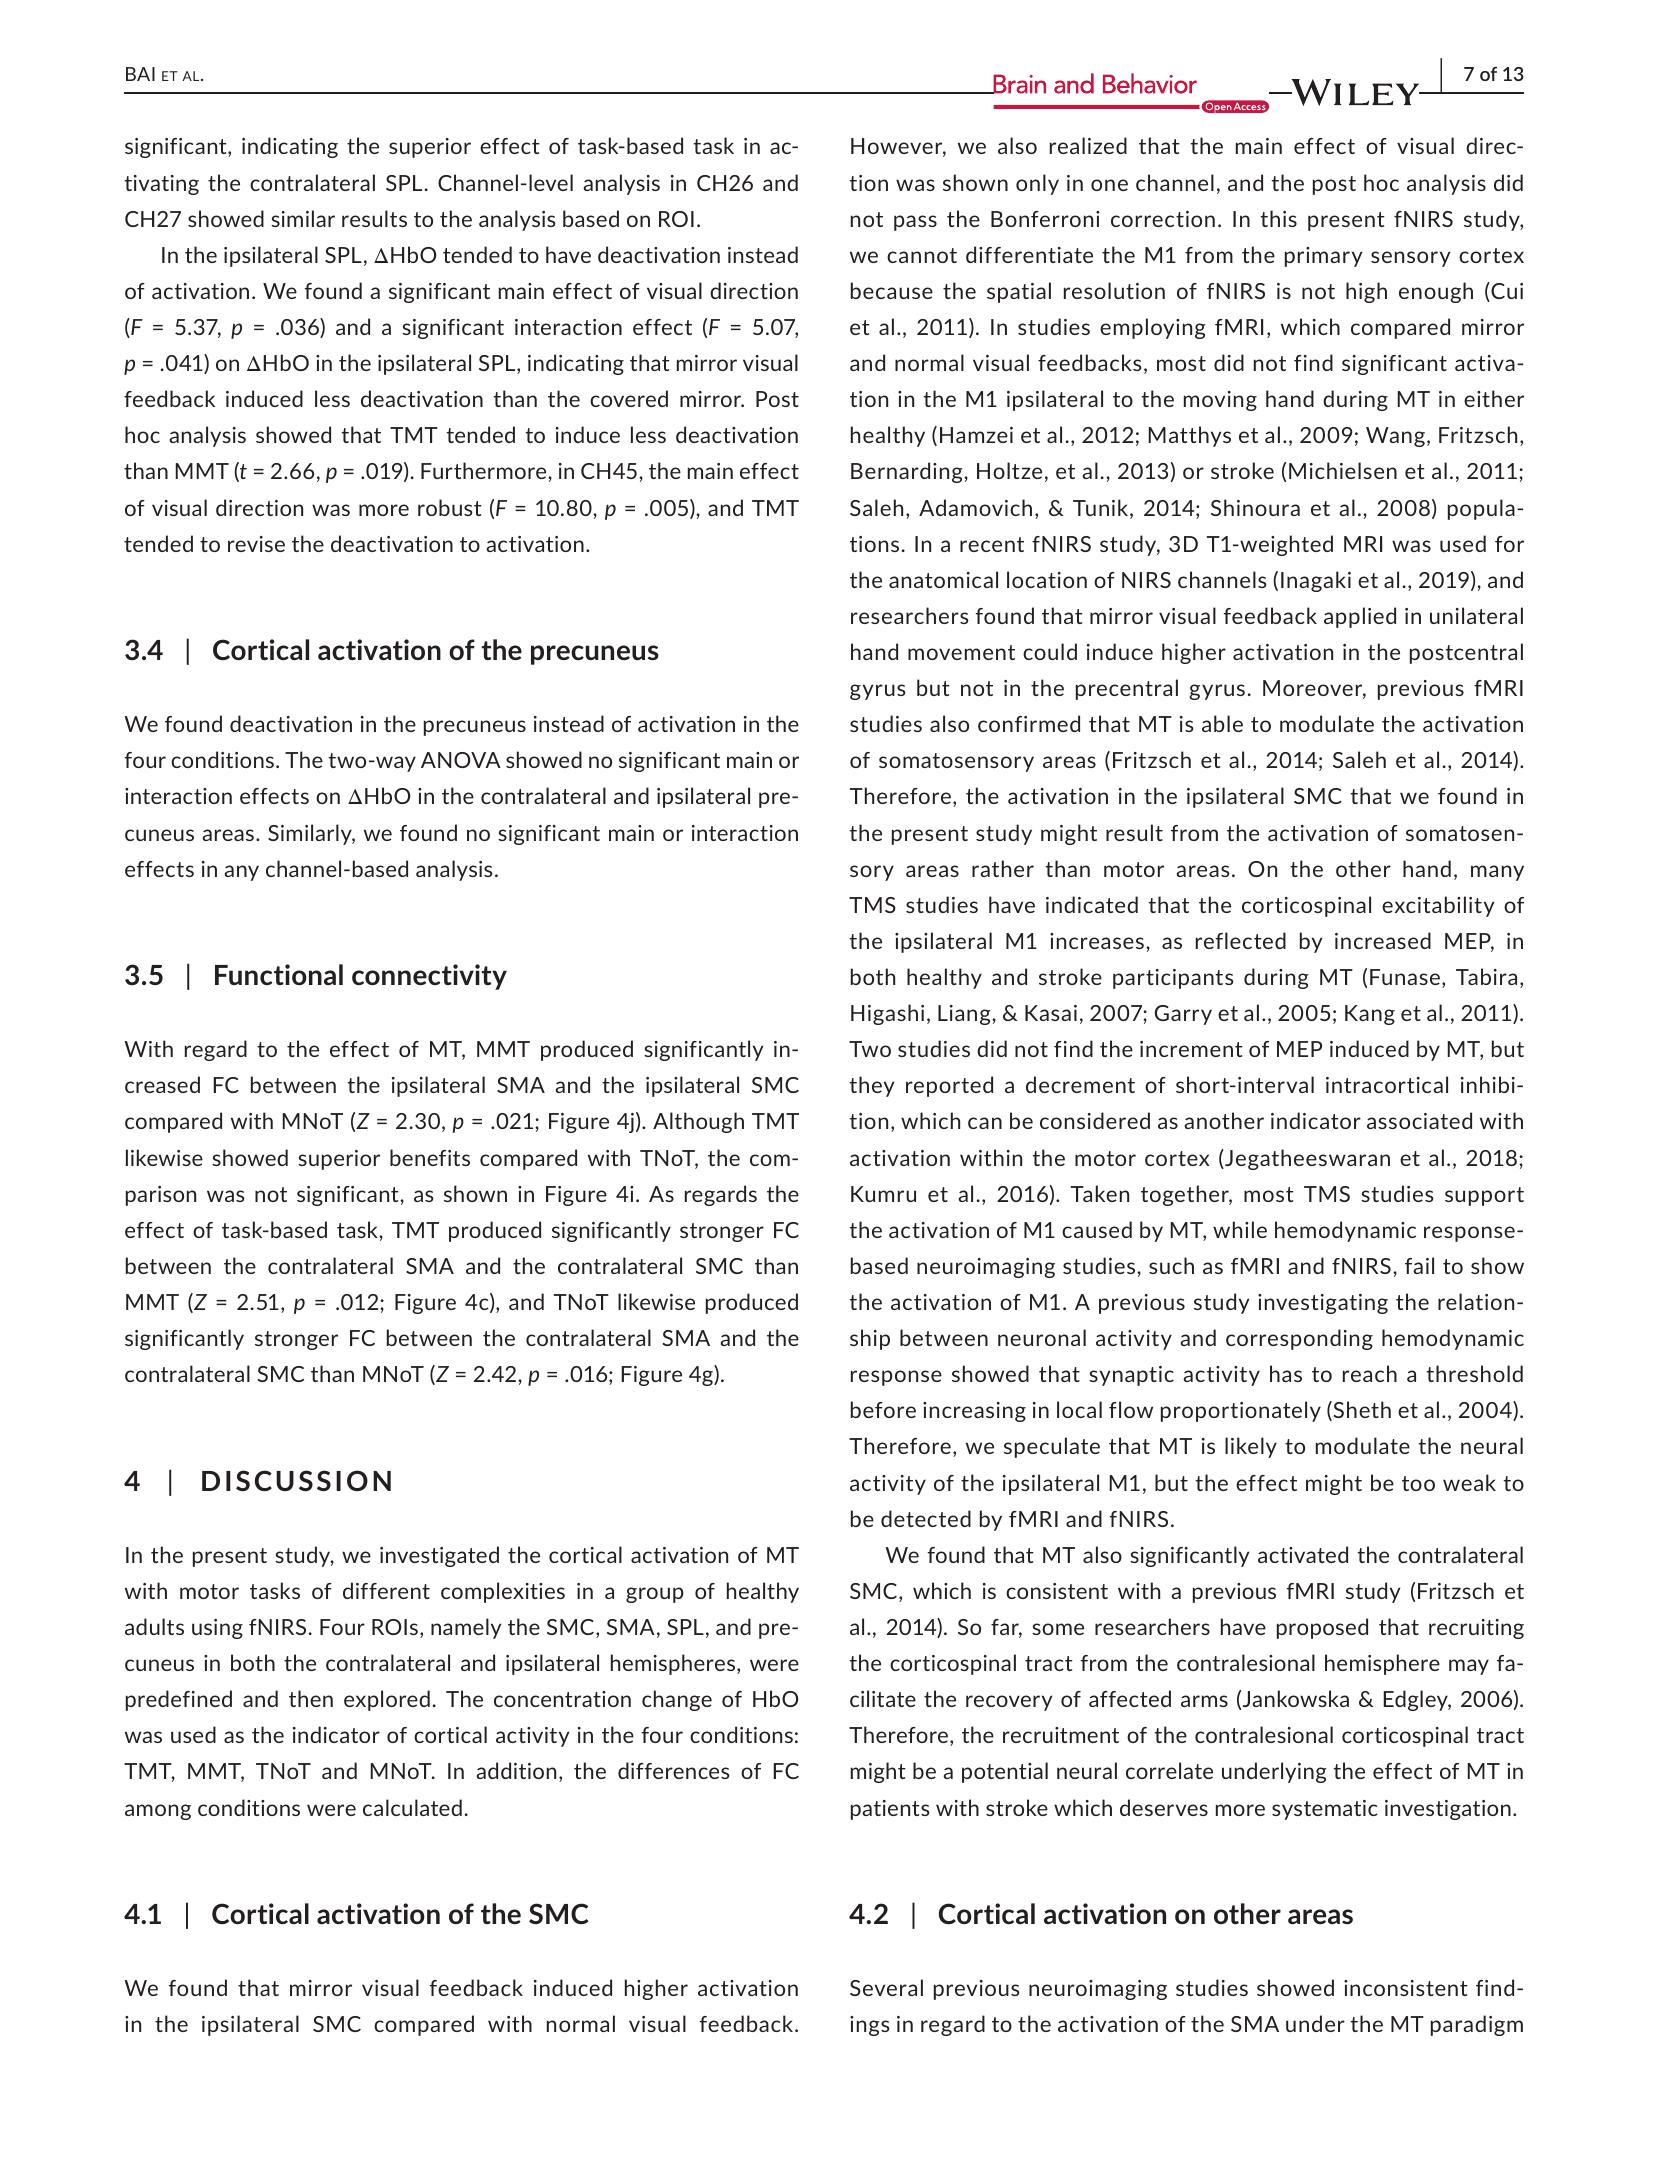 BAI ET AL.
Brain and Behavior
Open Access
WILEY
7 of 13
significant, indicating the superior effect of task-based task in ac-
tivating the contralateral SPL. Channel-level analysis in CH26 and
CH27 showed similar results to the analysis based on ROI.
In the ipsilateral SPL, ΔHbO tended to have deactivation instead
of activation. We found a significant main effect of visual direction
(F = 5.37, p = .036) and a significant interaction effect (F = 5.07,
p = .041) on ΔHbO in the ipsilateral SPL, indicating that mirror visual
feedback induced less deactivation than the covered mirror. Post
hoc analysis showed that TMT tended to induce less deactivation
than MMT (t = 2.66, p = .019). Furthermore, in CH45, the main effect
of visual direction was more robust (F = 10.80, p = .005), and TMT
tended to revise the deactivation to activation.
3.4 | Cortical activation of the precuneus
We found deactivation in the precuneus instead of activation in the
four conditions. The two-way ANOVA showed no significant main or
interaction effects on ΔHbO in the contralateral and ipsilateral pre-
cuneus areas. Similarly, we found no significant main or interaction
effects in any channel-based analysis.
3.5 | Functional connectivity
With regard to the effect of MT, MMT produced significantly in-
creased FC between the ipsilateral SMA and the ipsilateral SMC
compared with MNoT (Z = 2.30, p = .021; Figure 4j). Although TMT
likewise showed superior benefits compared with TNoT, the com-
parison was not significant, as shown in Figure 4i. As regards the
effect of task-based task, TMT produced significantly stronger FC
between the contralateral SMA and the contralateral SMC than
MMT (Z = 2.51, p = .012; Figure 4c), and TNoT likewise produced
significantly stronger FC between the contralateral SMA and the
contralateral SMC than MNoT (Z = 2.42, p = .016; Figure 4g).
4 | DISCUSSION
In the present study, we investigated the cortical activation of MT
with motor tasks of different complexities in a group of healthy
adults using fNIRS. Four ROIs, namely the SMC, SMA, SPL, and pre-
cuneus in both the contralateral and ipsilateral hemispheres, were
predefined and then explored. The concentration change of HbO
was used as the indicator of cortical activity in the four conditions:
TMT, MMT, TNoT and MNoT. In addition, the differences of FC
among conditions were calculated.
4.1 | Cortical activation of the SMC
We found that mirror visual feedback induced higher activation
in the ipsilateral SMC compared with normal visual feedback.
However, we also realized that the main effect of visual direc-
tion was shown only in one channel, and the post hoc analysis did
not pass the Bonferroni correction. In this present fNIRS study,
we cannot differentiate the M1 from the primary sensory cortex
because the spatial resolution of fNIRS is not high enough (Cui
et al., 2011). In studies employing fMRI, which compared mirror
and normal visual feedbacks, most did not find significant activa-
tion in the M1 ipsilateral to the moving hand during MT in either
healthy (Hamzei et al., 2012; Matthys et al., 2009; Wang, Fritzsch,
Bernarding, Holtze, et al., 2013) or stroke (Michielsen et al., 2011;
Saleh, Adamovich, & Tunik, 2014; Shinoura et al., 2008) popula-
tions. In a recent fNIRS study, 3D T1-weighted MRI was used for
the anatomical location of NIRS channels (Inagaki et al., 2019), and
researchers found that mirror visual feedback applied in unilateral
hand movement could induce higher activation in the postcentral
gyrus but not in the precentral gyrus. Moreover, previous fMRI
studies also confirmed that MT is able to modulate the activation
of somatosensory areas (Fritzsch et al., 2014; Saleh et al., 2014).
Therefore, the activation in the ipsilateral SMC that we found in
the present study might result from the activation of somatosen-
sory areas rather than motor areas. On the other hand, many
TMS studies have indicated that the corticospinal excitability of
the ipsilateral M1 increases, as reflected by increased MEP, in
both healthy and stroke participants during MT (Funase, Tabira,
Higashi, Liang, & Kasai, 2007; Garry et al., 2005; Kang et al., 2011).
Two studies did not find the increment of MEP induced by MT, but
they reported a decrement of short-interval intracortical inhibi-
tion, which can be considered as another indicator associated with
activation within the motor cortex (Jegatheeswaran et al., 2018;
Kumru et al., 2016). Taken together, most TMS studies support
the activation of M1 caused by MT, while hemodynamic response-
based neuroimaging studies, such as fMRI and fNIRS, fail to show
the activation of M1. A previous study investigating the relation-
ship between neuronal activity and corresponding hemodynamic
response showed that synaptic activity has to reach a threshold
before increasing in local flow proportionately (Sheth et al., 2004).
Therefore, we speculate that MT is likely to modulate the neural
activity of the ipsilateral M1, but the effect might be too weak to
be detected by fMRI and fNIRS.
We found that MT also significantly activated the contralateral
SMC, which is consistent with a previous fMRI study (Fritzsch et
al., 2014). So far, some researchers have proposed that recruiting
the corticospinal tract from the contralesional hemisphere may fa-
cilitate the recovery of affected arms (Jankowska & Edgley, 2006).
Therefore, the recruitment of the contralesional corticospinal tract
might be a potential neural correlate underlying the effect of MT in
patients with stroke which deserves more systematic investigation.
4.2 | Cortical activation on other areas
Several previous neuroimaging studies showed inconsistent find-
ings in regard to the activation of the SMA under the MT paradigm